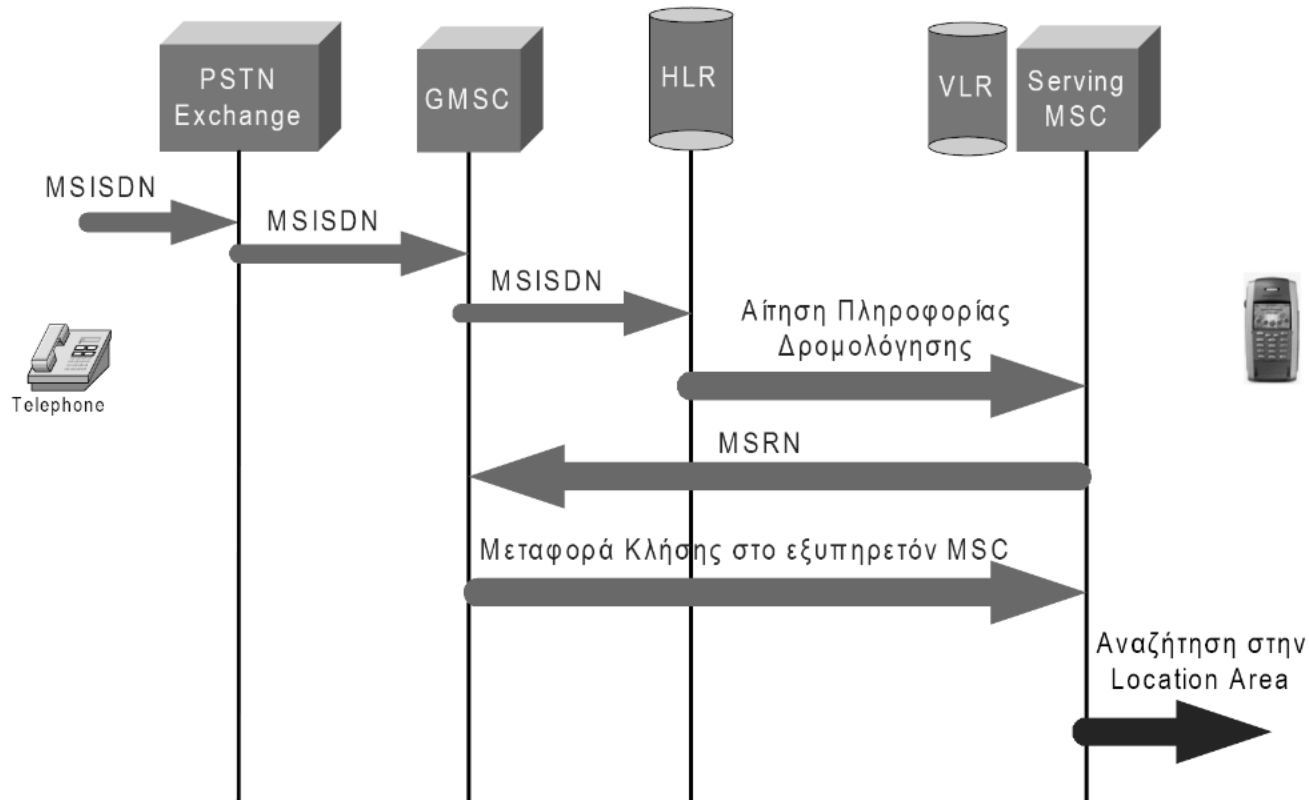 PSTN
Exchange
GMSC
HLR
VLR
Serving
MSC
MSISDN
MSISDN
MSISDN
Αίτηση Πληροφορίας
Δρομολόγησης
Telephone
MSRN
Μεταφορά Κλήσης στο εξυπηρετόν MSC
Αναζήτηση στην
Location Area